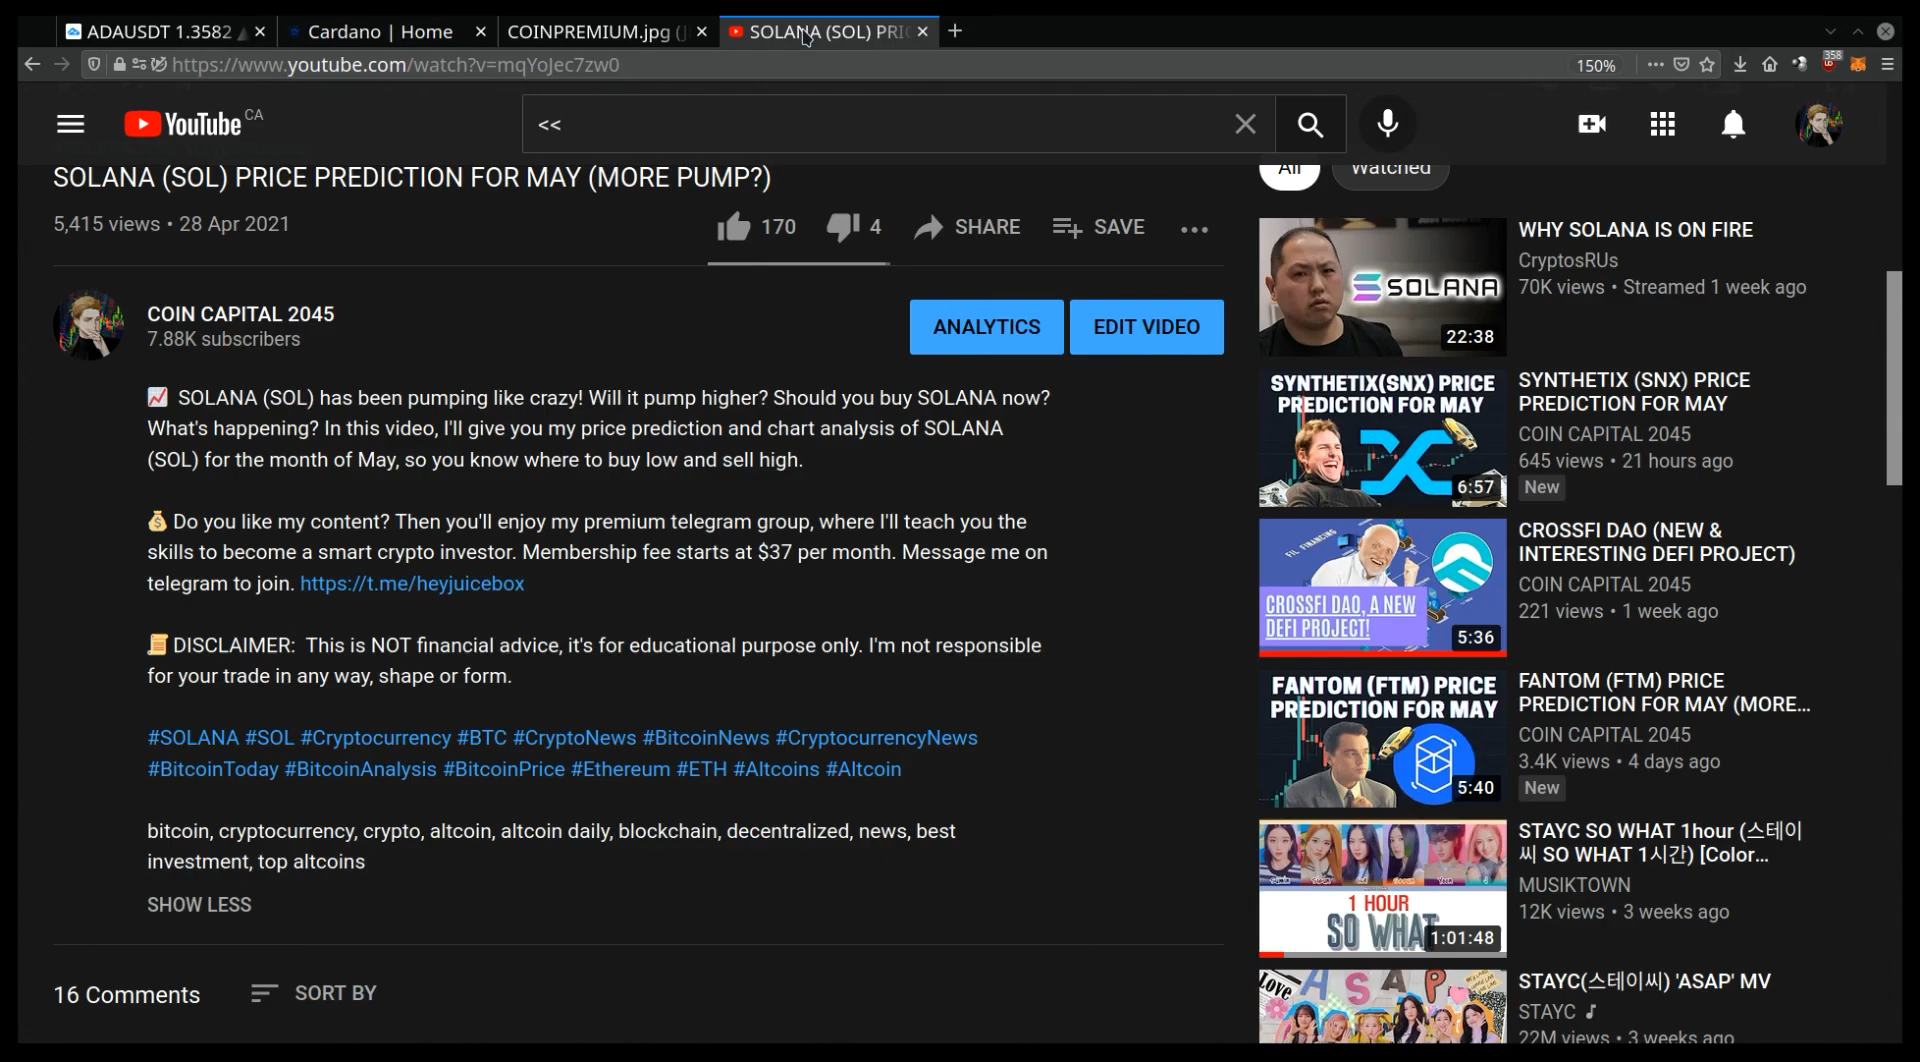 ADAUSDT 1.3582
Cardano | Home
COINPREMIUM.jpg (
SOLANA (SOL) PRI
https://www.youtube.com/watch?v=mqYoJec7zw0
150%
358
YouTube CA
<<
SOLANA (SOL) PRICE PREDICTION FOR MAY (MORE PUMP?)
5,415 views • 28 Apr 2021
170
4
SHARE
SAVE
COIN CAPITAL 2045
7.88K subscribers
ANALYTICS
EDIT VIDEO
SOLANA (SOL) has been pumping like crazy! Will it pump higher? Should you buy SOLANA now?
What's happening? In this video, I'll give you my price prediction and chart analysis of SOLANA
(SOL) for the month of May, so you know where to buy low and sell high.
Do you like my content? Then you'll enjoy my premium telegram group, where I'll teach you the
skills to become a smart crypto investor. Membership fee starts at $37 per month. Message me on
telegram to join. https://t.me/heyjuicebox
DISCLAIMER: This is NOT financial advice, it's for educational purpose only. I'm not responsible
for your trade in any way, shape or form.
#SOLANA #SOL #Cryptocurrency #BTC #CryptoNews #BitcoinNews #CryptocurrencyNews
#BitcoinToday #BitcoinAnalysis #BitcoinPrice #Ethereum #ETH #Altcoins #Altcoin
bitcoin, cryptocurrency, crypto, altcoin, altcoin daily, blockchain, decentralized, news, best
investment, top altcoins
SHOW LESS
16 Comments
SORT BY
All
Watched
SOLANA
22:38
WHY SOLANA IS ON FIRE
CryptosRUs
70K views • Streamed 1 week ago
SYNTHETIX(SNX) PRICE
PREDICTION FOR MAY
6:57
SYNTHETIX (SNX) PRICE
PREDICTION FOR MAY
COIN CAPITAL 2045
645 views • 21 hours ago
New
FIL FINANCING
CROSSFI DAO, A NEW
DEFI PROJECT!
5:36
CROSSFI DAO (NEW &
INTERESTING DEFI PROJECT)
COIN CAPITAL 2045
221 views • 1 week ago
FANTOM (FTM) PRICE
PREDICTION FOR MAY
5:40
FANTOM (FTM) PRICE
PREDICTION FOR MAY (MORE...
COIN CAPITAL 2045
3.4K views • 4 days ago
New
1 HOUR
SO WHAT
1:01:48
STAYC SO WHAT 1hour (스테이
씨 SO WHAT 1시간) [Color...
MUSIKTOWN
12K views • 3 weeks ago
Love
ASAP
STAYC(스테이씨) 'ASAP' MV
STAYC
22M views • 3 weeks ago